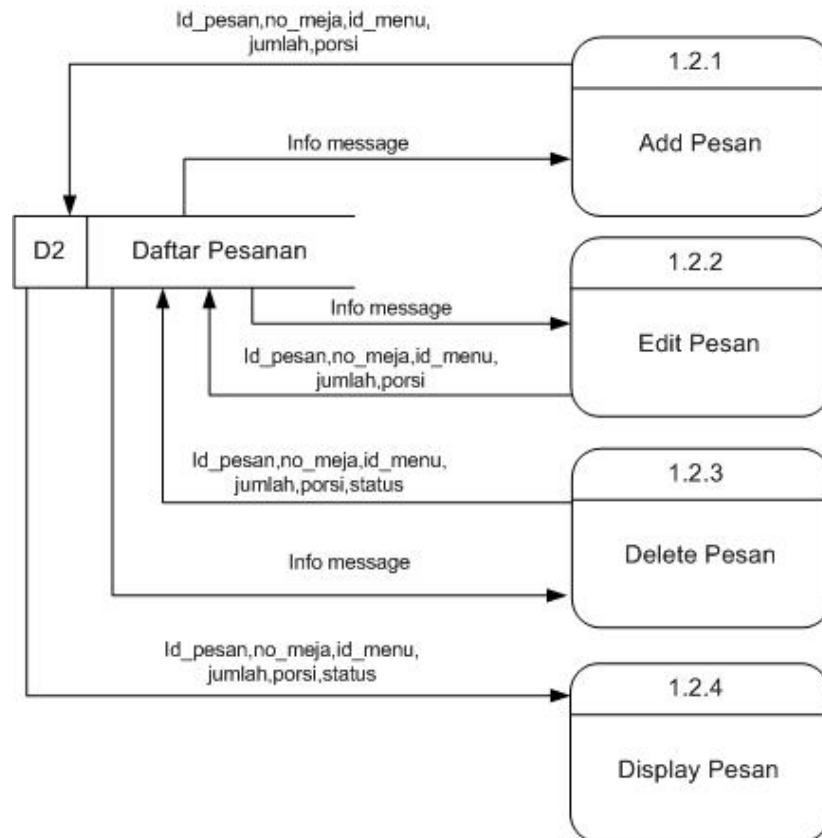 Id_pesan,no_meja,id_menu,
jumlah,porsi
1.2.1
Add Pesan
Info message
D2
Daftar Pesanan
1.2.2
Edit Pesan
Info message
Id_pesan,no_meja,id_menu,
jumlah,porsi
Id_pesan,no_meja,id_menu,
jumlah,porsi,status
1.2.3
Delete Pesan
Info message
Id_pesan,no_meja,id_menu,
jumlah,porsi,status
1.2.4
Display Pesan